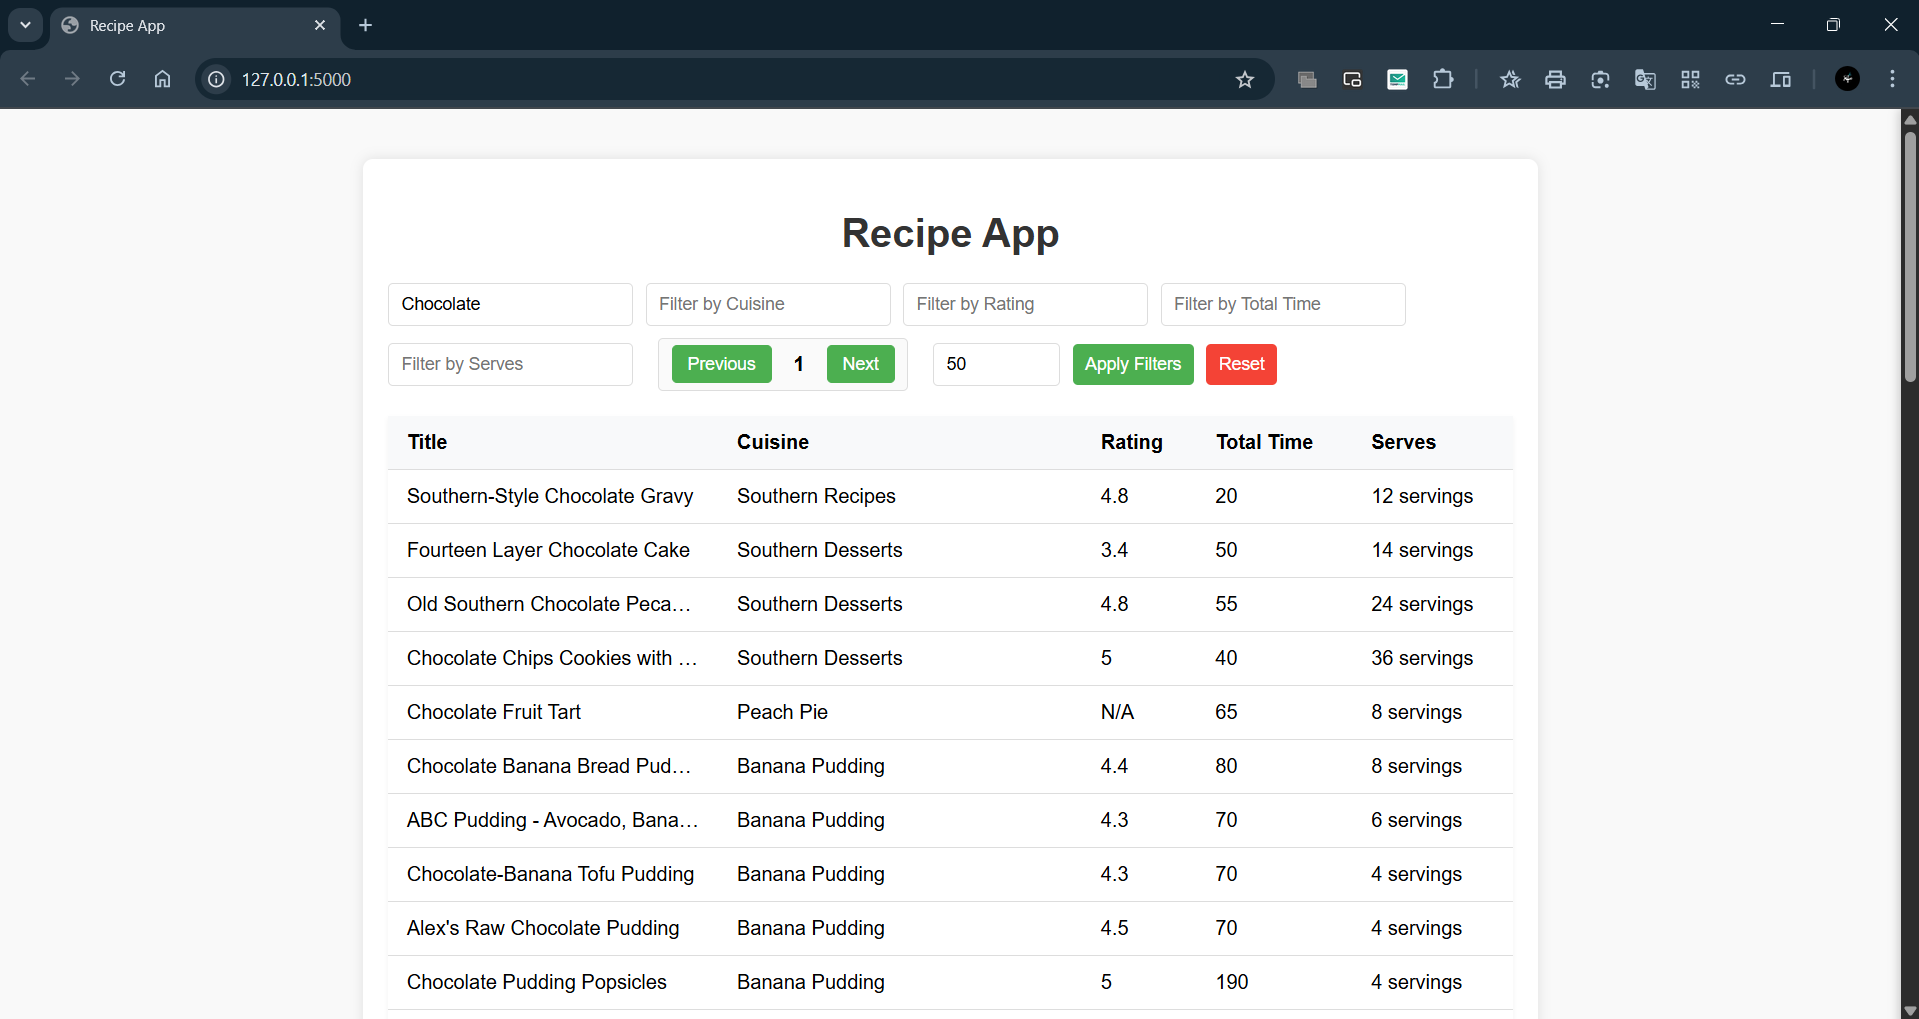 Recipe App
127.0.0.1:5000
Recipe App
Chocolate Filter by Cuisine Filter by Rating Filter by Total Time
Filter by Serves Previous 1 Next 50 Apply Filters Reset
Title Cuisine Rating Total Time Serves
Southern-Style Chocolate Gravy Southern Recipes 4.8 20 12 servings
Fourteen Layer Chocolate Cake Southern Desserts 3.4 50 14 servings
Old Southern Chocolate Peca... Southern Desserts 4.8 55 24 servings
Chocolate Chips Cookies with ... Southern Desserts 5 40 36 servings
Chocolate Fruit Tart Peach Pie N/A 65 8 servings
Chocolate Banana Bread Pud... Banana Pudding 4.4 80 8 servings
ABC Pudding - Avocado, Bana... Banana Pudding 4.3 70 6 servings
Chocolate-Banana Tofu Pudding Banana Pudding 4.3 70 4 servings
Alex's Raw Chocolate Pudding Banana Pudding 4.5 70 4 servings
Chocolate Pudding Popsicles Banana Pudding 5 190 4 servings